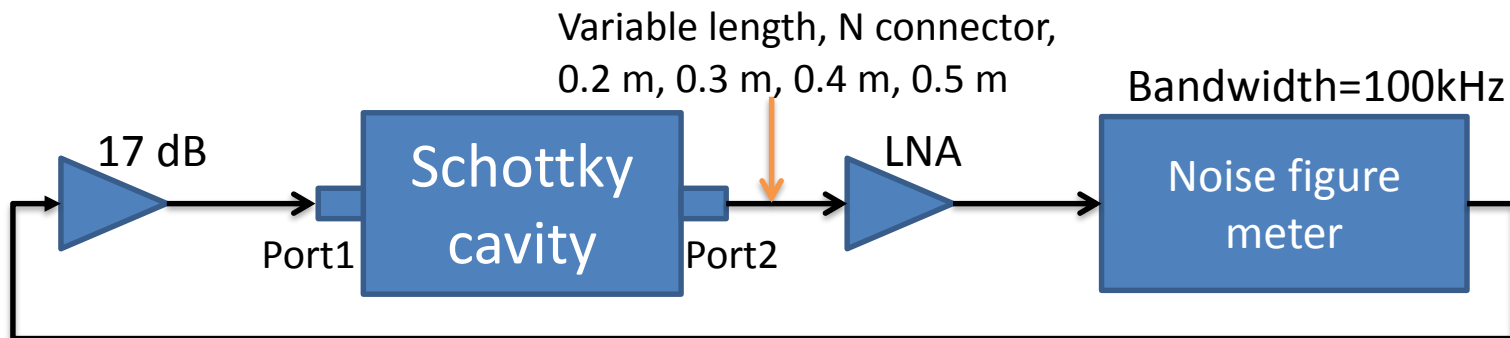 Variable length, N connector,
0.2 m, 0.3 m, 0.4 m, 0.5 m
Bandwidth=100kHz
17 dB
LNA
Schottky
cavity
Noise figure
meter
Port1
Port2